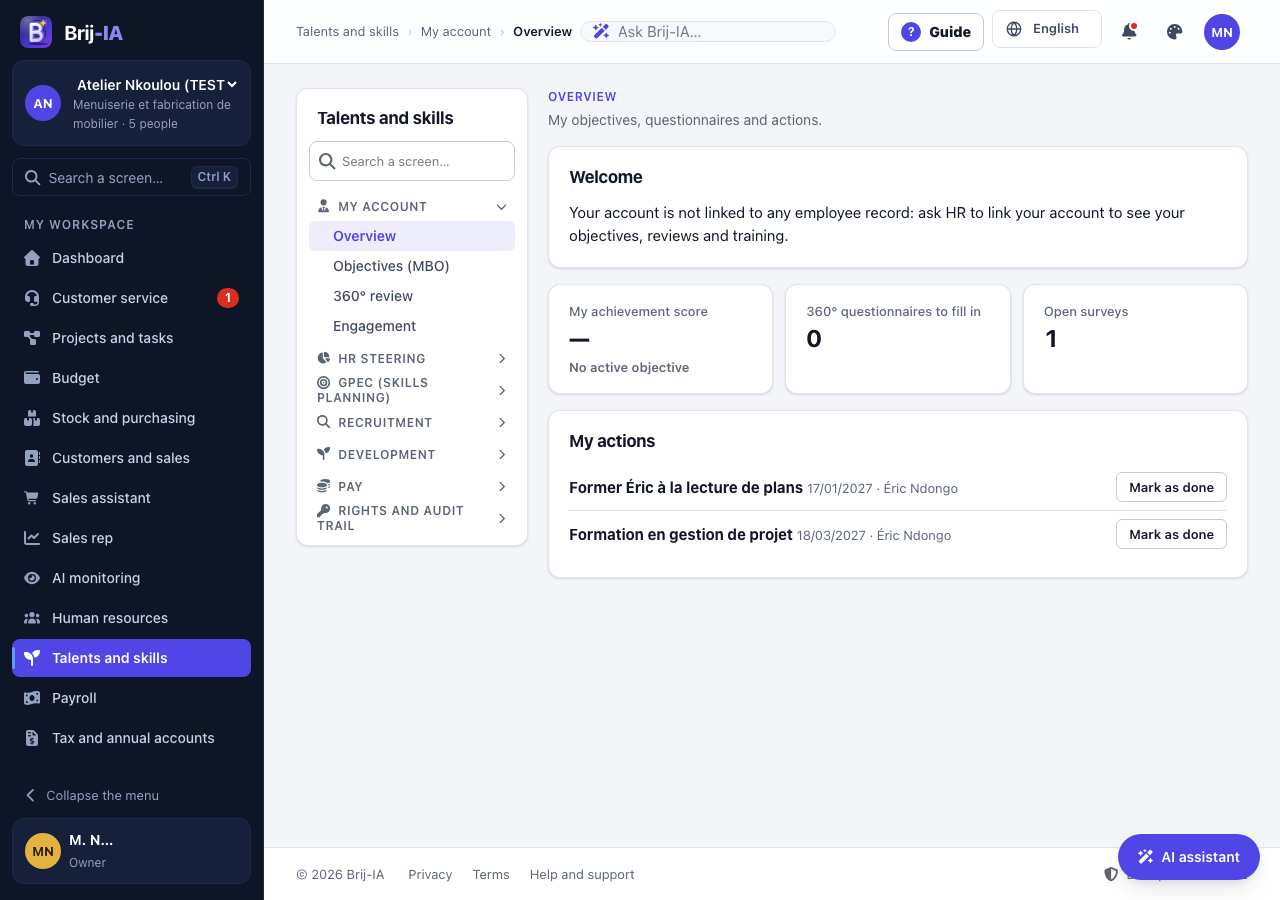 Brij-IA
AN
Atelier Nkoulou (TEST
Menuiserie et fabrication de
mobilier · 5 people
Search a screen...
Ctrl K
MY WORKSPACE
Dashboard
Customer service
1
Projects and tasks
Budget
Stock and purchasing
Customers and sales
Sales assistant
Sales rep
AI monitoring
Human resources
Talents and skills
Payroll
Tax and annual accounts
Collapse the menu
MN
M. N...
Owner
Talents and skills › My account › Overview
Ask Brij-IA...
? Guide
English
MN
Talents and skills
Search a screen...
MY ACCOUNT
Overview
Objectives (MBO)
360° review
Engagement
HR STEERING
GPEC (SKILLS
PLANNING)
RECRUITMENT
DEVELOPMENT
PAY
RIGHTS AND AUDIT
TRAIL
OVERVIEW
My objectives, questionnaires and actions.
Welcome
Your account is not linked to any employee record: ask HR to link your account to see your
objectives, reviews and training.
My achievement score
—
No active objective
360° questionnaires to fill in
0
Open surveys
1
My actions
Former Éric à la lecture de plans 17/01/2027 · Éric Ndongo
Mark as done
Formation en gestion de projet 18/03/2027 · Éric Ndongo
Mark as done
© 2026 Brij-IA
Privacy
Terms
Help and support
AI assistant